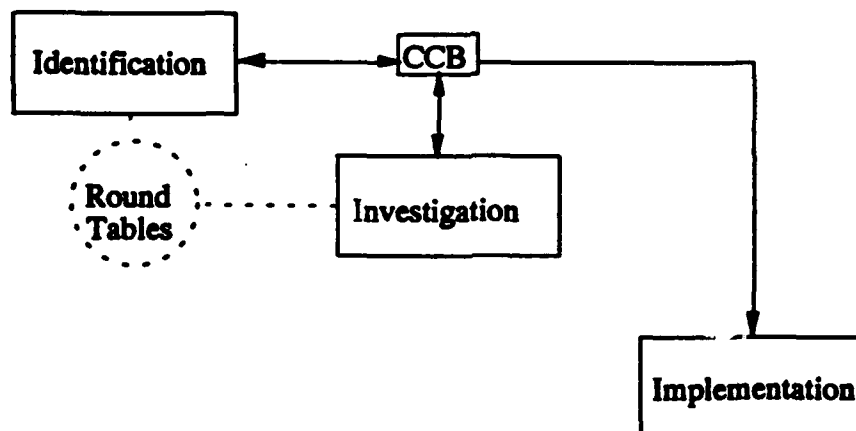 Identification
CCB
Round
Tables
Investigation
Implementation